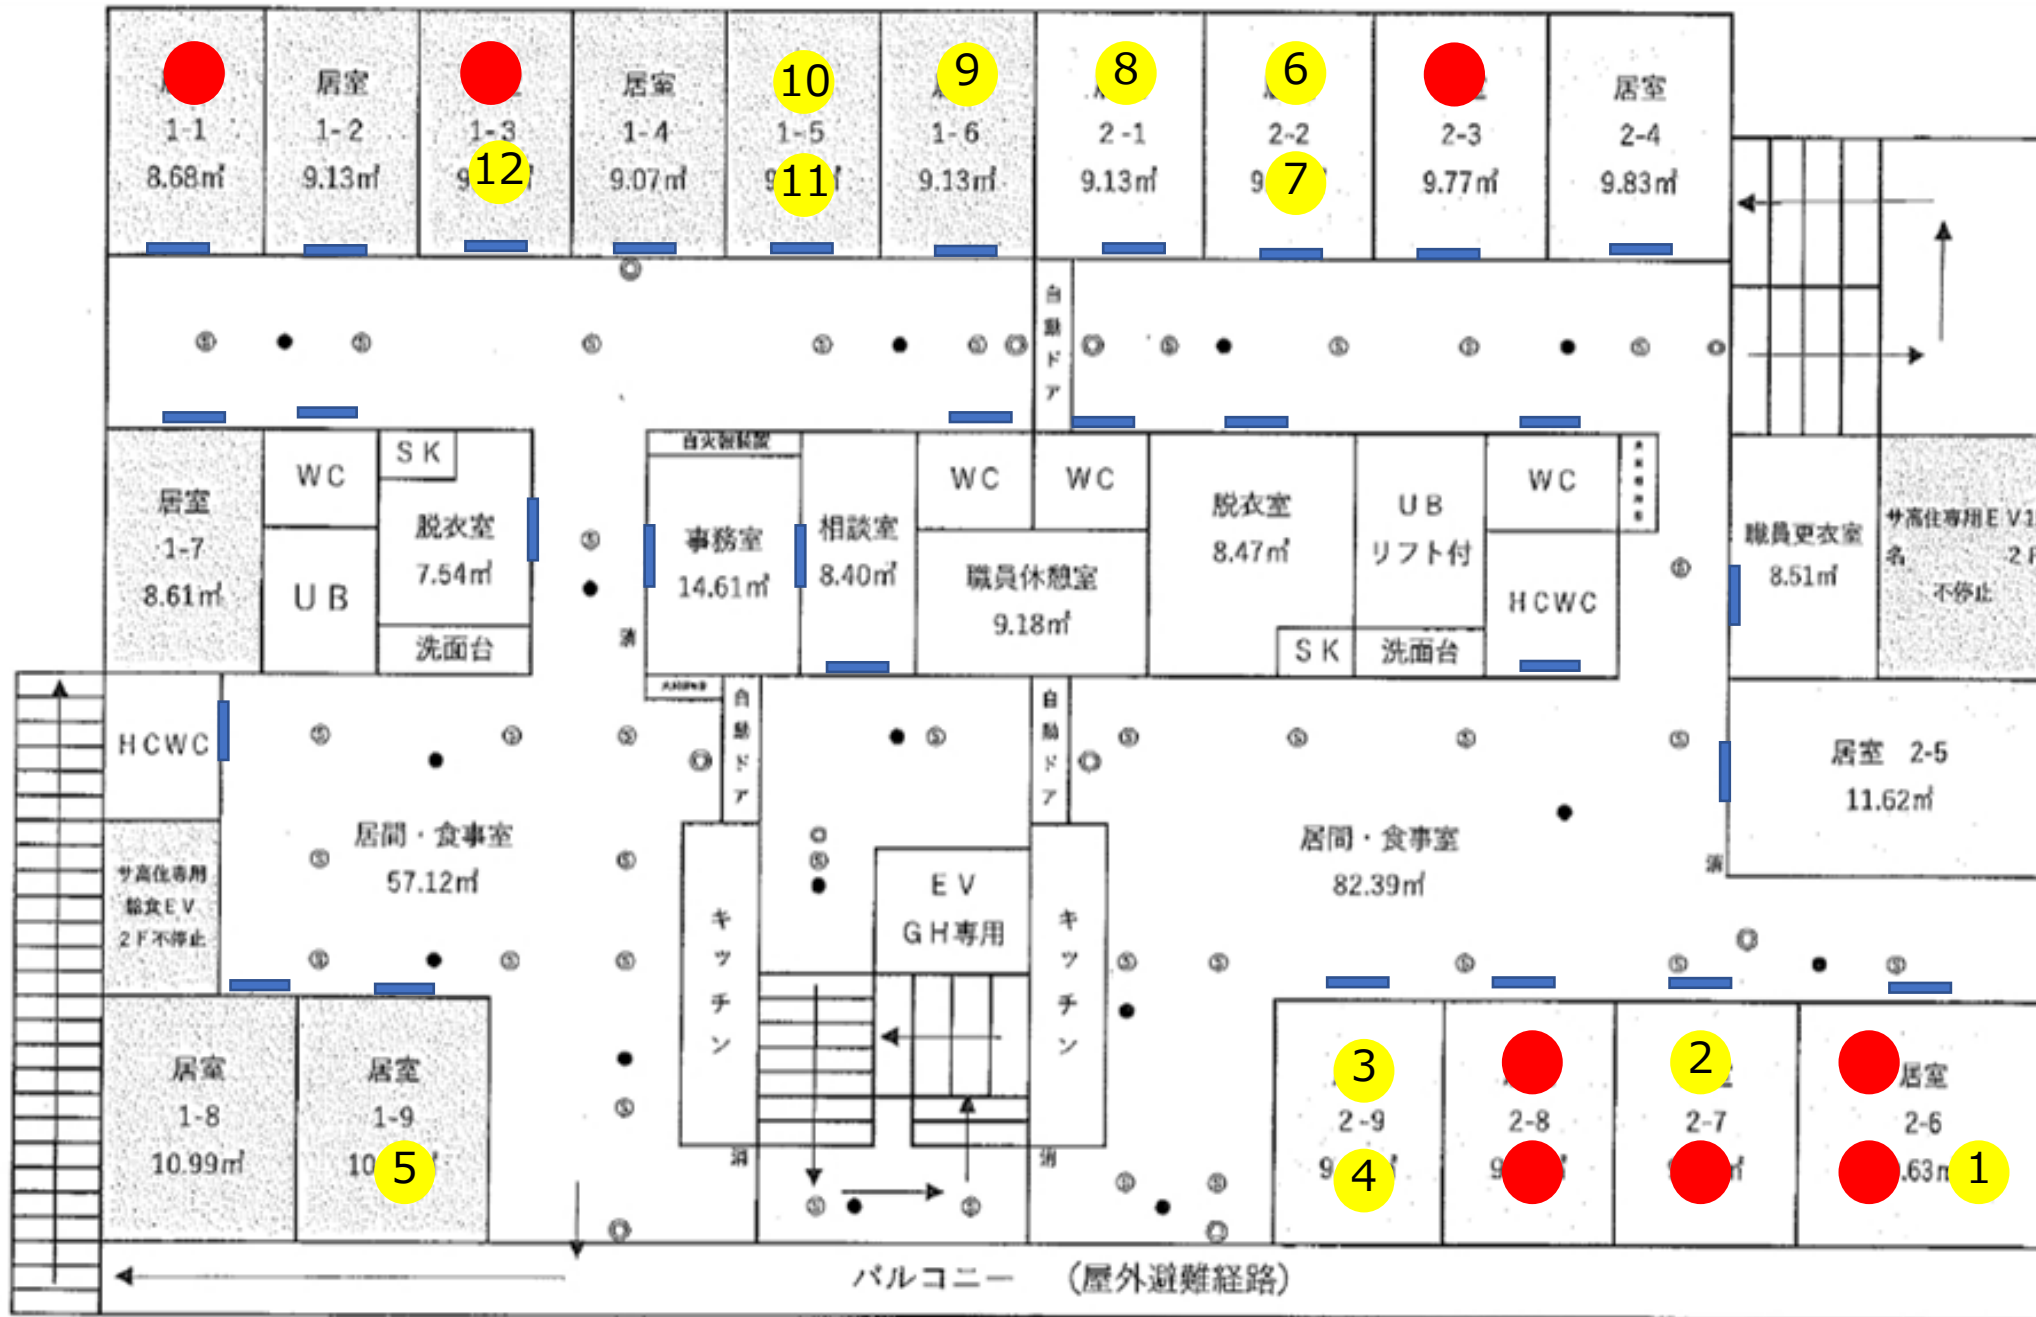 10
9
8
6
居室
居室
居室
1-1
1-2
1-3
1-4
1-5
1-6
2-1
2-2
2-3
2-4
8.68㎡
9.13㎡
12
9.07㎡
11
9.13㎡
9.13㎡
7
9.77㎡
9.83㎡
自動ドア
居室
1-7
8.61㎡
WC
UB
SK
脱衣室
7.54㎡
洗面台
消
事務室
14.61㎡
相談室
8.40㎡
WC
WC
職員休憩室
9.18㎡
脱衣室
8.47㎡
SK
UB
リフト付
洗面台
WC
HCWC
職員更衣室
8.51㎡
サ高住専用EV1
名
不停止
HCWC
サ高住専用
給食EV
2F不停止
居間・食事室
57.12㎡
自動ドア
キッチン
EV
GH専用
自動ドア
キッチン
居間・食事室
82.39㎡
居室 2-5
11.62㎡
消
居室
1-8
10.99㎡
居室
1-9
5
消
消
3
2-9
4
2-8
2
2-7
居室
2-6
1
バルコニー (屋外避難経路)